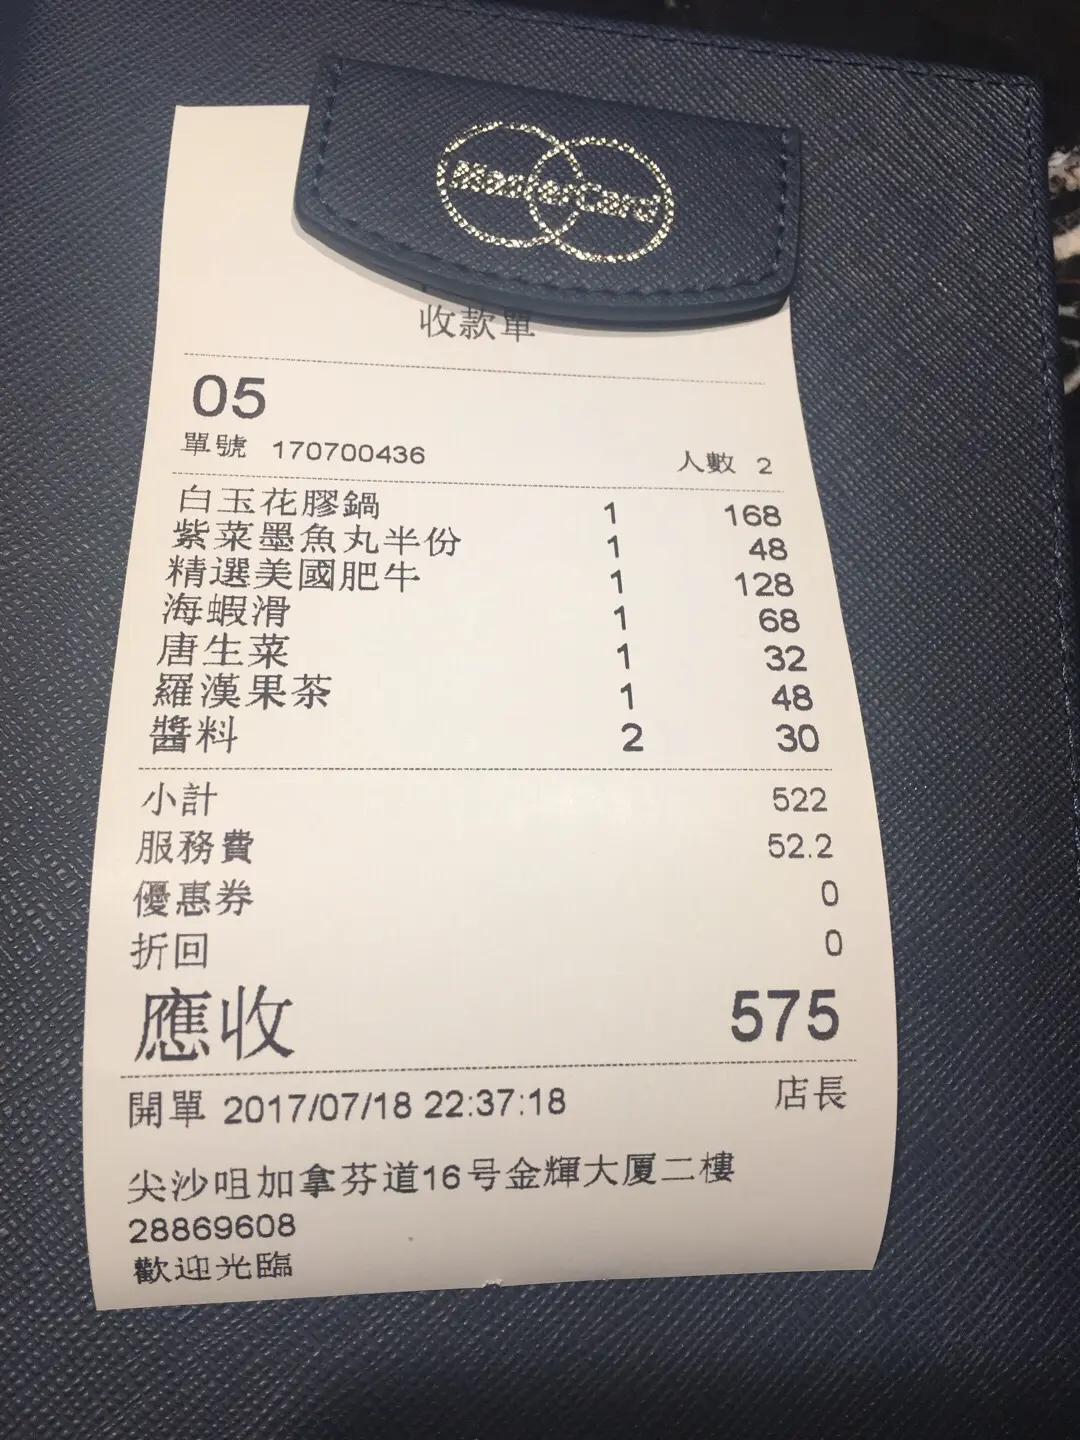 MasterCard
收款單
05
單號 170700436 人數 2
白玉花膠鍋 1 168
紫菜墨魚丸半份 1 48
精選美國肥牛 1 128
海蝦滑 1 68
唐生菜 1 32
羅漢果茶 1 48
醬料 2 30
小計 522
服務費 52.2
優惠券 0
折回 0
應收 575
開單 2017/07/18 22:37:18 店長
尖沙咀加拿芬道16号金輝大厦二樓
28869608
歡迎光臨